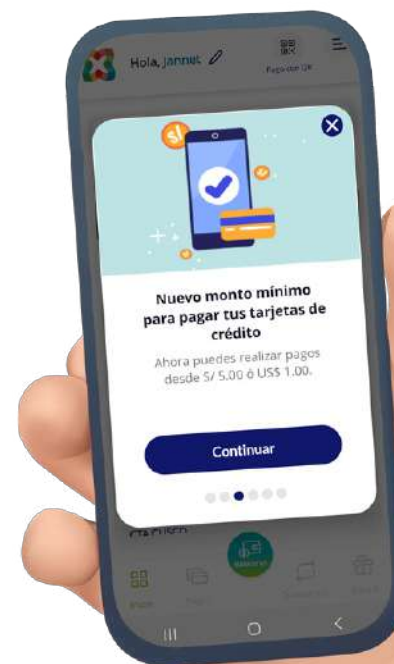 Hola, Jannet
Pago con QR
S/
Nuevo monto mínimo
para pagar tus tarjetas de
crédito
Ahora puedes realizar pagos
desde S/ 5.00 ó US$ 1.00.
Continuar
Inicio